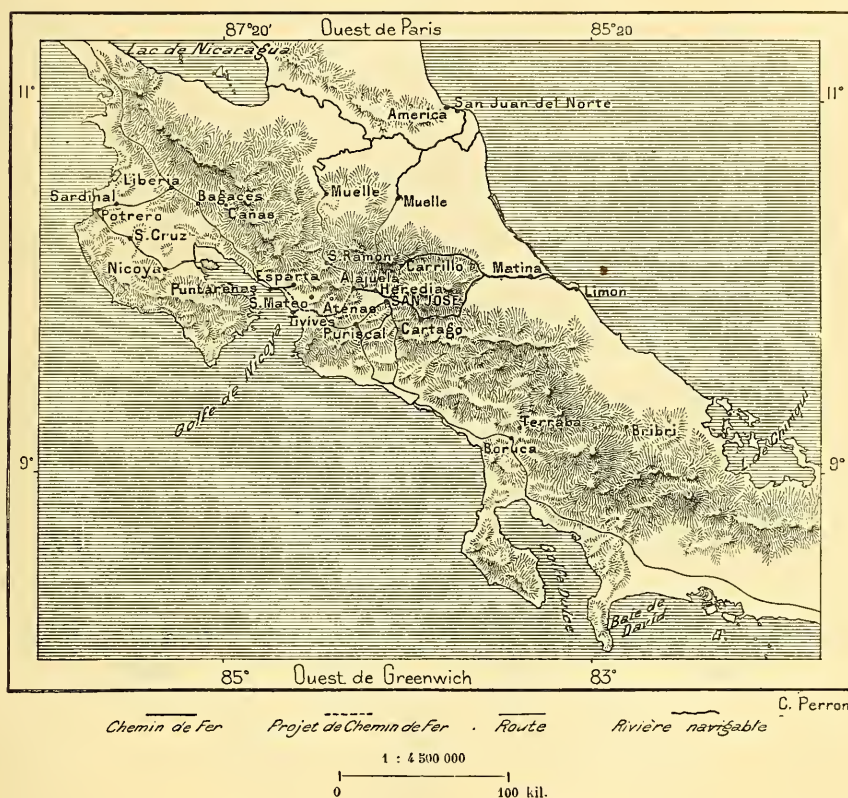 87°20' Ouest de Paris 85°20
Lac de Nicaragua
11° 11°
San Juan del Norte
America
Liberia
Muelle
Sardinal
Bagaces
Muelle
Cañas
Potrero
S. Cruz
S. Ramon
Nicoya
Carrillo
Matina
Esparta
Alajuela
Puntarenas
Heredia
Limon
S. Mateo
Atenas
SAN JOSE
Tivives
Puriscal
Cartago
Golfe de Nicoya
L. de Chiriqui
Terraba
Bribri
Boruca
9° 9°
Golfe Dulce
Baie de
David
85° Ouest de Greenwich 83°
C. Perron
Chemin de Fer Projet de Chemin de Fer . Route Rivière navigable
1 : 4 500 000
0 100 kil.